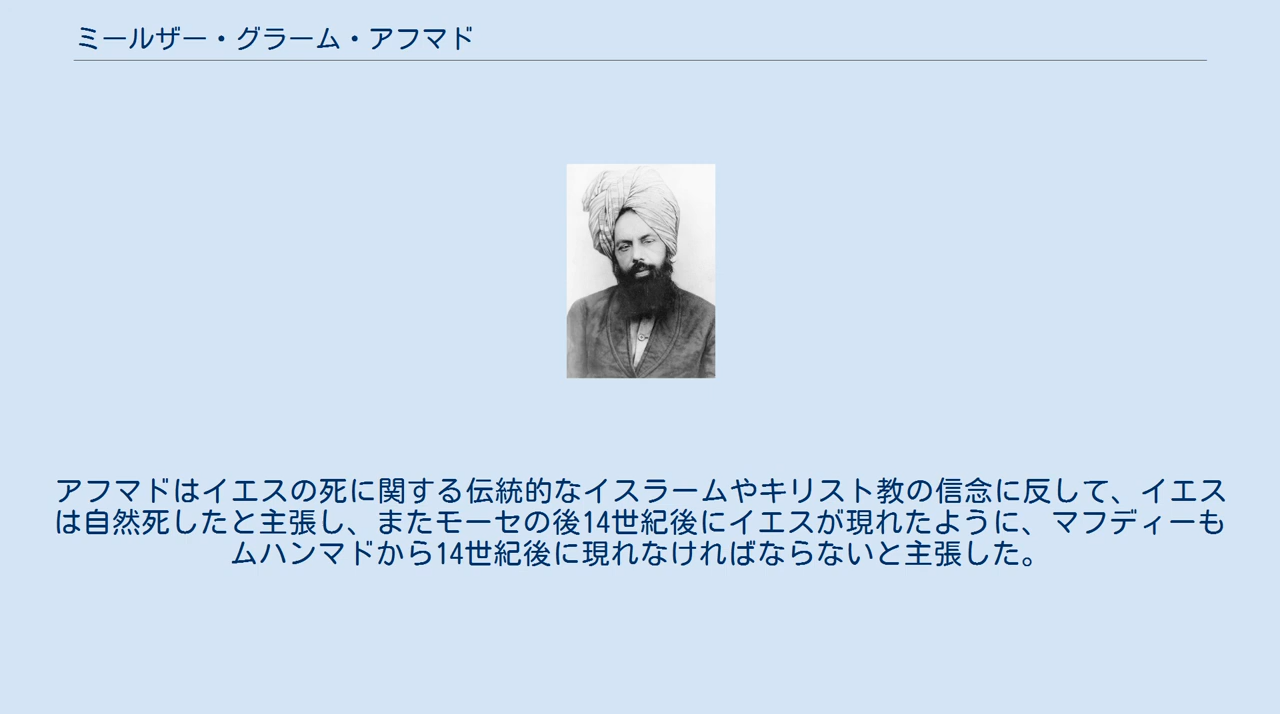 ミールザー・グラーム・アフマド
アフマドはイエスの死に関する伝統的なイスラームやキリスト教の信念に反して、イエス
は自然死したと主張し、またモーセの後14世紀後にイエスが現れたように、マフディーも
ムハンマドから14世紀後に現れなければならないと主張した。